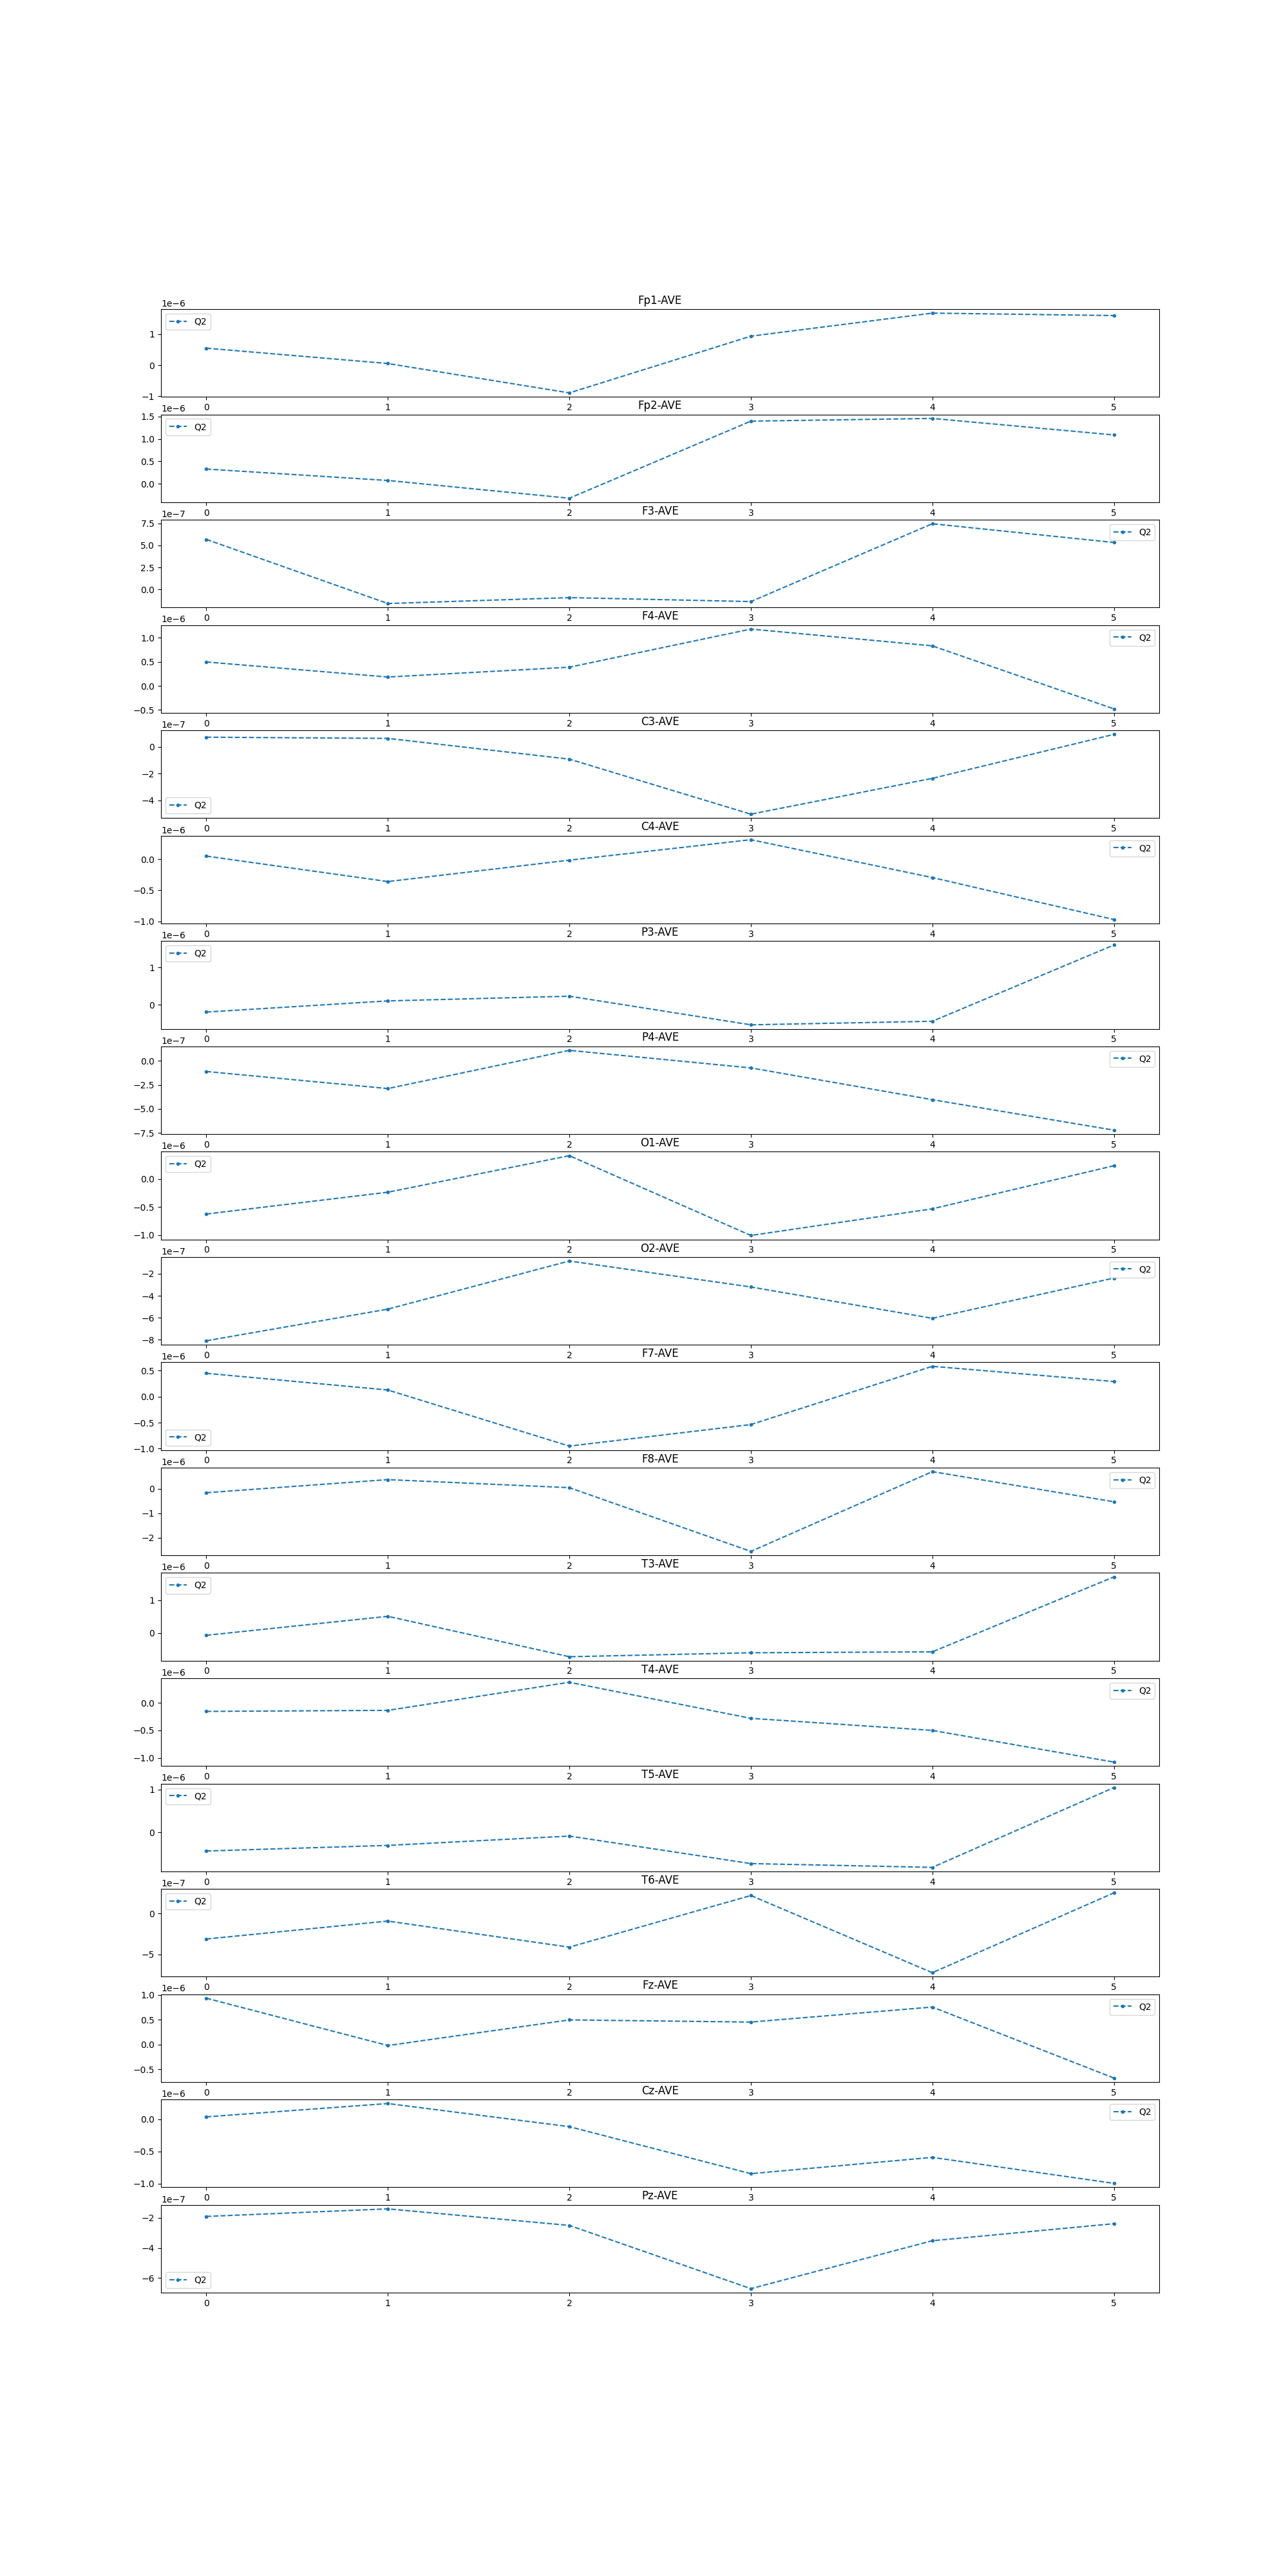 Fp1-AVE
1e−6
Q2
1
0
−1
0 1 2 3 4 5
Fp2-AVE
1e−6
Q2
1.5
1.0
0.5
0.0
0 1 2 3 4 5
F3-AVE
1e−7
Q2
7.5
5.0
2.5
0.0
0 1 2 3 4 5
F4-AVE
1e−6
Q2
1.0
0.5
0.0
−0.5
0 1 2 3 4 5
C3-AVE
1e−7
0
−2
−4
Q2
0 1 2 3 4 5
C4-AVE
1e−6
Q2
0.0
−0.5
−1.0
0 1 2 3 4 5
P3-AVE
1e−6
Q2
1
0
0 1 2 3 4 5
P4-AVE
1e−7
Q2
0.0
−2.5
−5.0
−7.5
0 1 2 3 4 5
O1-AVE
1e−6
Q2
0.0
−0.5
−1.0
0 1 2 3 4 5
O2-AVE
1e−7
Q2
−2
−4
−6
−8
0 1 2 3 4 5
F7-AVE
1e−6
0.5
0.0
−0.5
Q2
−1.0
0 1 2 3 4 5
F8-AVE
1e−6
Q2
0
−1
−2
0 1 2 3 4 5
T3-AVE
1e−6
Q2
1
0
0 1 2 3 4 5
T4-AVE
1e−6
Q2
0.0
−0.5
−1.0
0 1 2 3 4 5
T5-AVE
1e−6
1
Q2
0
0 1 2 3 4 5
T6-AVE
1e−7
Q2
0
−5
0 1 2 3 4 5
Fz-AVE
1e−6
1.0
Q2
0.5
0.0
−0.5
0 1 2 3 4 5
Cz-AVE
1e−6
Q2
0.0
−0.5
−1.0
0 1 2 3 4 5
Pz-AVE
1e−7
−2
−4
−6
Q2
0 1 2 3 4 5